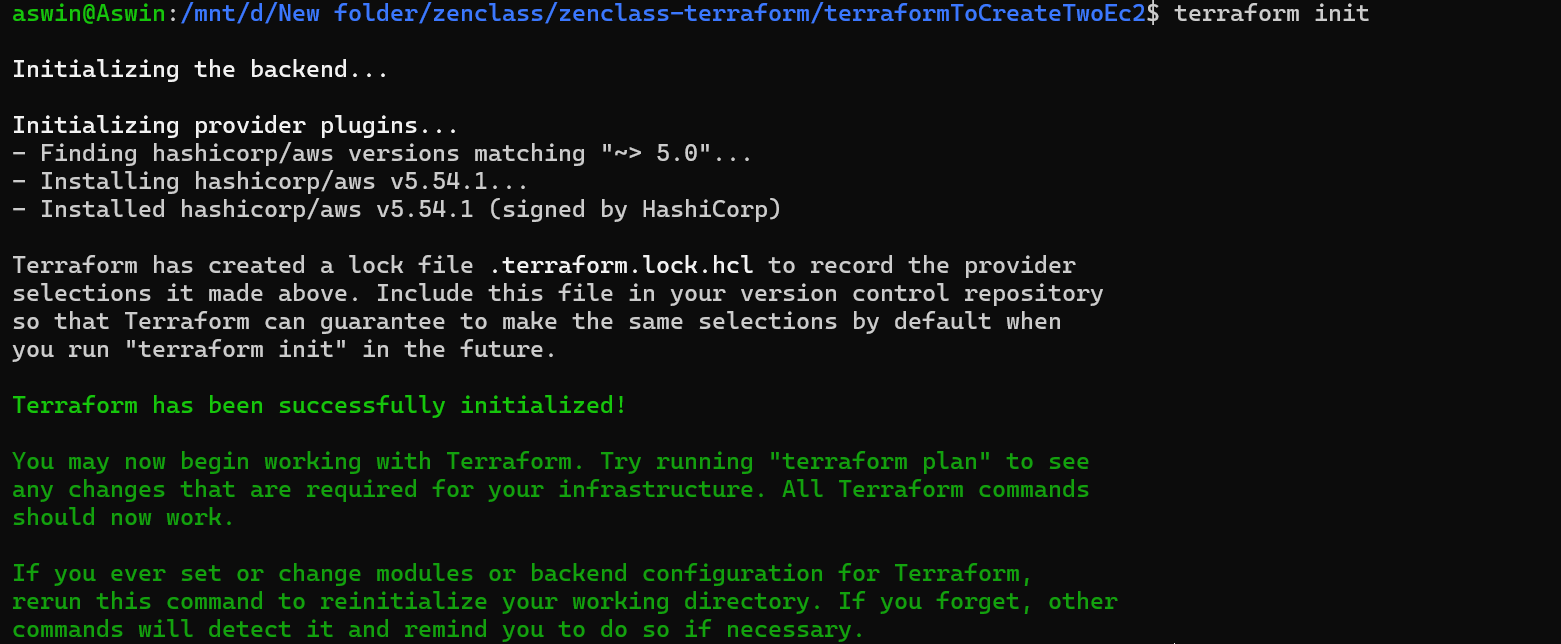 aswin@Aswin:/mnt/d/New folder/zenclass/zenclass-terraform/terraformToCreateTwoEc2$ terraform init
Initializing the backend...
Initializing provider plugins...
- Finding hashicorp/aws versions matching "~> 5.0"...
- Installing hashicorp/aws v5.54.1...
- Installed hashicorp/aws v5.54.1 (signed by HashiCorp)
Terraform has created a lock file .terraform.lock.hcl to record the provider
selections it made above. Include this file in your version control repository
so that Terraform can guarantee to make the same selections by default when
you run "terraform init" in the future.
Terraform has been successfully initialized!
You may now begin working with Terraform. Try running "terraform plan" to see
any changes that are required for your infrastructure. All Terraform commands
should now work.
If you ever set or change modules or backend configuration for Terraform,
rerun this command to reinitialize your working directory. If you forget, other
commands will detect it and remind you to do so if necessary.